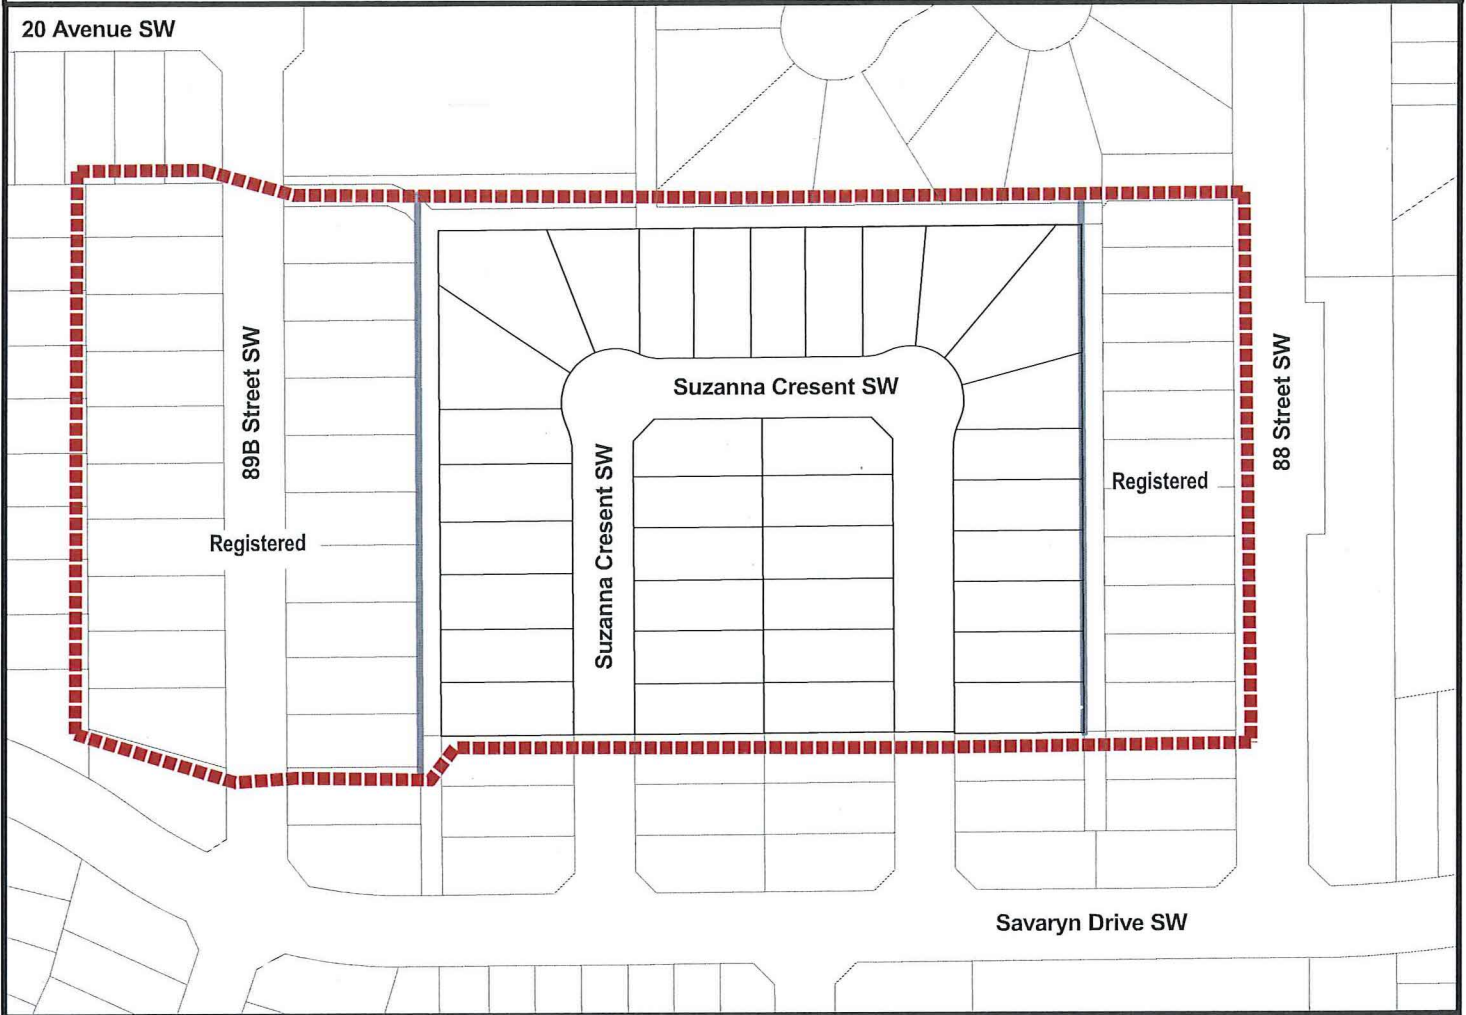 20 Avenue SW
89B Street SW
Suzanna Cresent SW
88 Street SW
Registered
Suzanna Cresent SW
Registered
Savaryn Drive SW